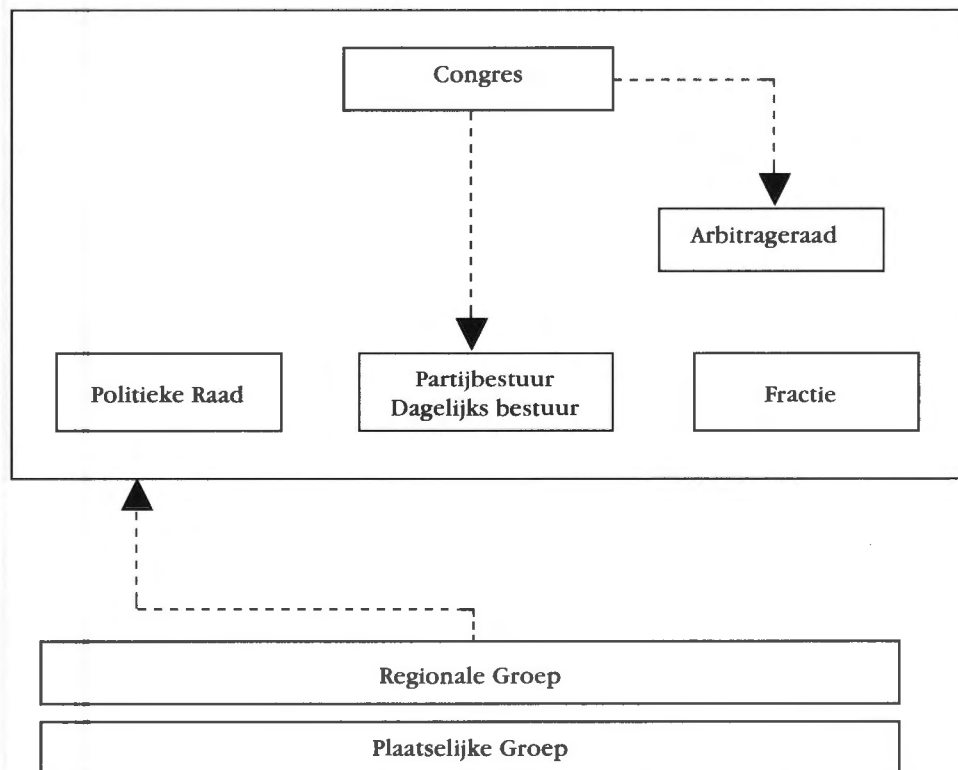 Congres
Arbitrageraad
Politieke Raad
Partijbestuur
Dagelijks bestuur
Fractie
Regionale Groep
Plaatselijke Groep